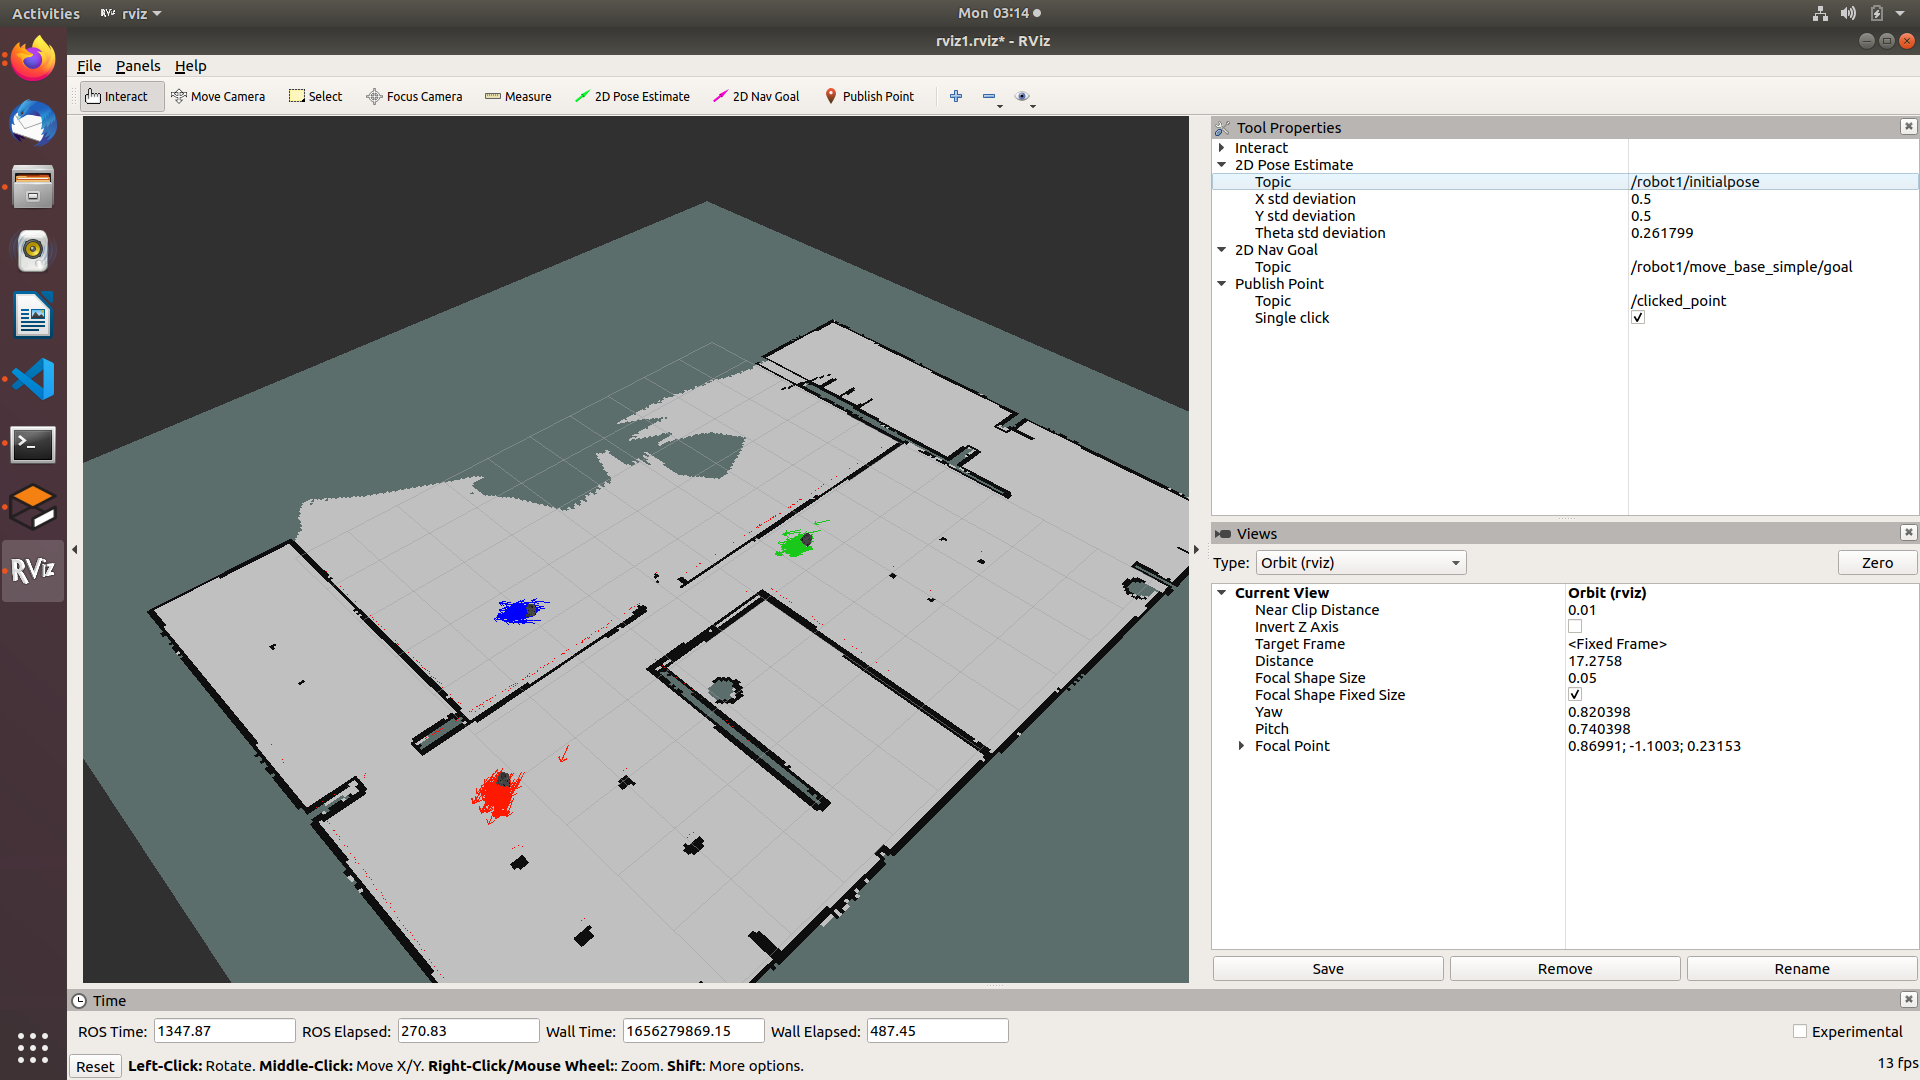 Activities RViz rviz Mon 03:14
rviz1.rviz* - RViz
File Panels Help
Interact Move Camera Select Focus Camera Measure 2D Pose Estimate 2D Nav Goal Publish Point
Tool Properties
Interact
2D Pose Estimate
Topic /robot1/initialpose
X std deviation 0.5
Y std deviation 0.5
Theta std deviation 0.261799
2D Nav Goal
Topic /robot1/move_base_simple/goal
Publish Point
Topic /clicked_point
Single click
Views
Type: Orbit (rviz) Zero
Current View Orbit (rviz)
Near Clip Distance 0.01
Invert Z Axis
Target Frame <Fixed Frame>
Distance 17.2758
Focal Shape Size 0.05
Focal Shape Fixed Size
Yaw 0.820398
Pitch 0.740398
Focal Point 0.86991; -1.1003; 0.23153
Save Remove Rename
RViz
Time
ROS Time: 1347.87 ROS Elapsed: 270.83 Wall Time: 1656279869.15 Wall Elapsed: 487.45 Experimental
Reset Left-Click: Rotate. Middle-Click: Move X/Y. Right-Click/Mouse Wheel:: Zoom. Shift: More options. 13 fps